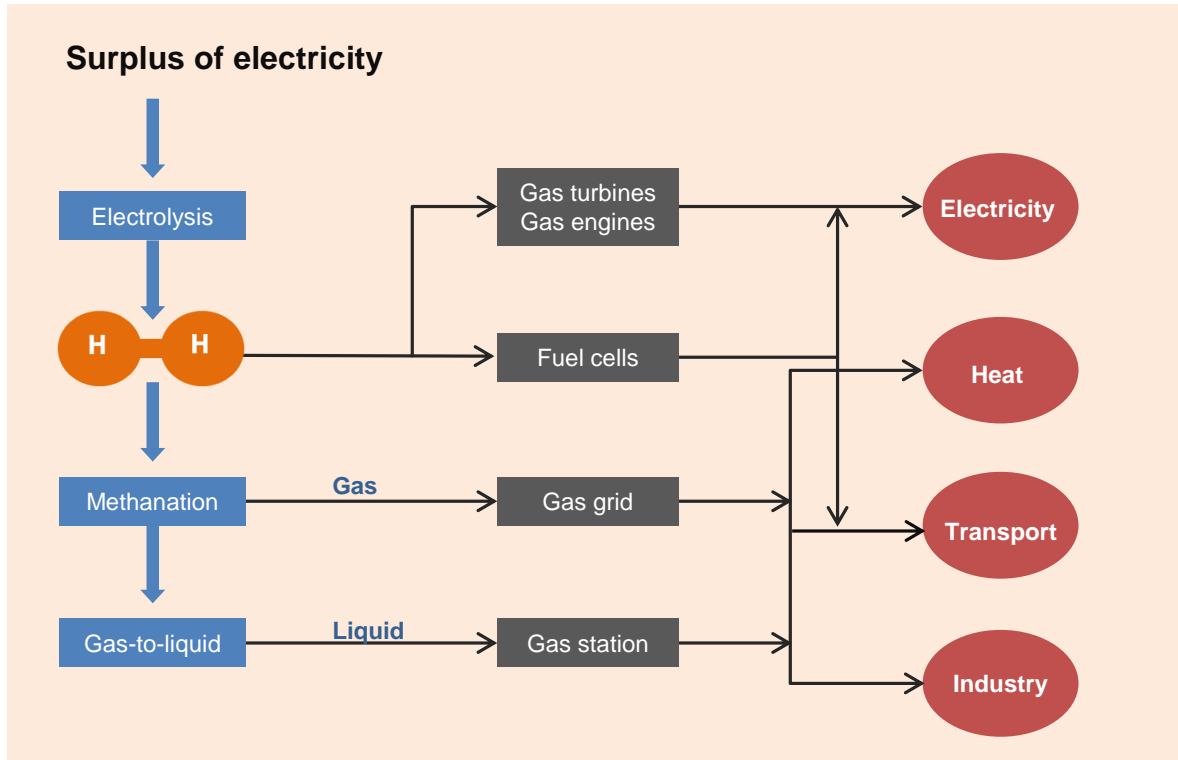 Surplus of electricity
Electrolysis
Gas turbines
Gas engines
Electricity
H H
Fuel cells
Heat
Methanation
Gas
Gas grid
Transport
Gas-to-liquid
Liquid
Gas station
Industry